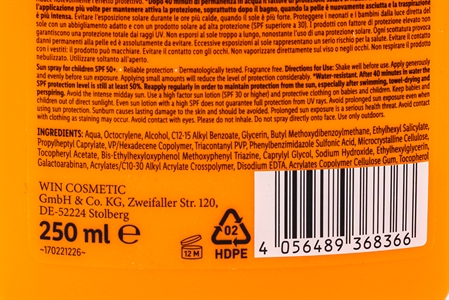 l'applicazione più volte per mantenere attiva la protezione, soprattutto dopo il bagno, quando la pelle è nuovamente asciutta e la traspirazione
è più intensa. Evitare l'esposizione solare durante le ore più calde, quando il sole è forte. Proteggere i neonati e i bambini dalla luce diretta del
sole con un abbigliamento adatto e con un prodotto solare ad alta protezione (SPF superiore a 30). I prodotti con fattore di protezione elevato non
garantiscono una protezione totale dai raggi UV. Non esporsi al sole troppo a lungo, nonostante l'uso di una protezione solare. Ogni scottatura provoca
danni permanenti alla pelle ed è assolutamente da evitare. Eccessive esposizioni al sole rappresentano un serio rischio per la salute. Evitare il contatto
con i vestiti: il prodotto può macchiare. Evitare il contatto con gli occhi. Non vaporizzare direttamente sul viso o negli occhi. Non respirare il prodotto
nebulizzato. Utilizzare soltanto all'aperto.
Sun spray for children SPF 50+. • Reliable protection • Dermatologically tested. Fragrance free. Directions for Use: Shake well before use. Apply generously
and evenly before sun exposure. Applying small amounts will reduce the level of protection considerably. *Water-resistant. After 40 minutes in water the
SPF protection level is still at least 50%. Reapply regularly in order to maintain protection from the sun, especially after swimming, towel-drying and
perspiring. Avoid the intense midday sun. Use a high factor sun lotion (SPF 30 or higher) and protective clothing on babies and children. Keep babies and
children out of direct sunlight. Even sun lotion with a high SPF does not guarantee full protection from UV rays. Avoid prolonged sun exposure even when
using sun protection. Sunburn causes lasting damage to the skin and should be avoided. Prolonged sun exposure is a serious health threat. Avoid contact
with clothing as staining may occur. Avoid contact with eyes. Please do not inhale. Do not spray directly onto face. Use only outdoors.
INGREDIENTS: Aqua, Octocrylene, Alcohol, C12-15 Alkyl Benzoate, Glycerin, Butyl Methoxydibenzoylmethane, Ethylhexyl Salicylate,
Propylheptyl Caprylate, VP/Hexadecene Copolymer, Triacontanyl PVP, Phenylbenzimidazole Sulfonic Acid, Microcrystalline Cellulose,
Tocopheryl Acetate, Bis-Ethylhexyloxyphenol Methoxyphenyl Triazine, Caprylyl Glycol, Sodium Hydroxide, Ethylhexylglycerin,
Galactoarabinan, Acrylates/C10-30 Alkyl Acrylate Crosspolymer, Disodium EDTA, Acrylates Copolymer, Cellulose Gum, Tocopherol
WIN COSMETIC
GmbH & Co. KG, Zweifaller Str. 120,
DE-52224 Stolberg
250 ml ℮
~170221226~
12 M
02
HDPE
4 056489 368366